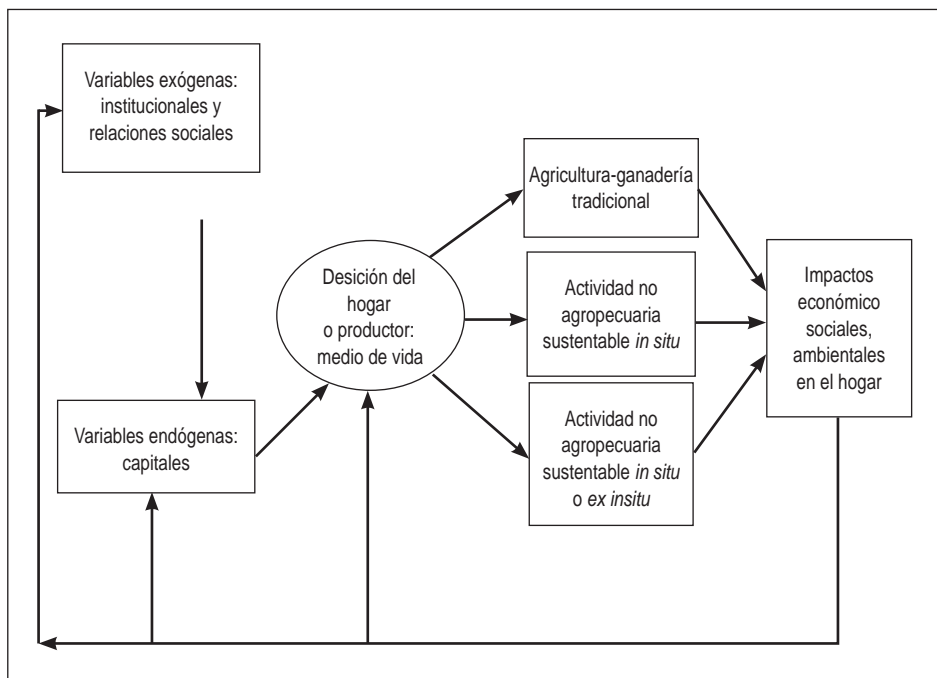 Variables exógenas:
institucionales y
relaciones sociales
Agricultura-ganadería
tradicional
Desición del
hogar
o productor:
medio de vida
Actividad no
agropecuaria
sustentable in situ
Impactos
económico
sociales,
ambientales
en el hogar
Variables endógenas:
capitales
Actividad no
agropecuaria
sustentable in situ
o ex insitu